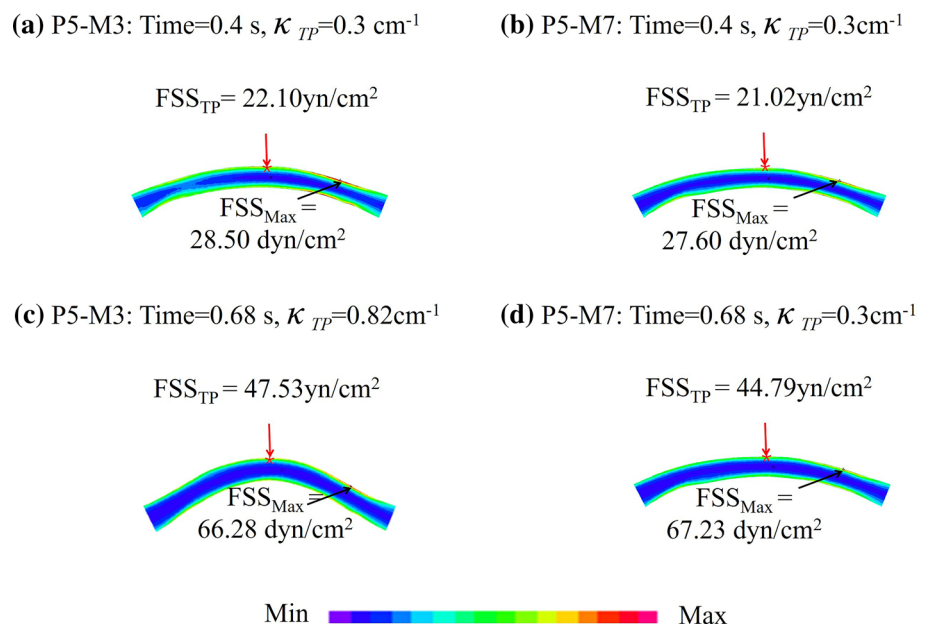 (a) P5-M3: Time=0.4 s, κ TP=0.3 cm-1
(b) P5-M7: Time=0.4 s, κ TP=0.3cm-1
FSSTP= 22.10yn/cm2
FSSTP= 21.02yn/cm2
FSSMax =
28.50 dyn/cm2
FSSMax =
27.60 dyn/cm2
(c) P5-M3: Time=0.68 s, κ TP=0.82cm-1
(d) P5-M7: Time=0.68 s, κ TP=0.3cm-1
FSSTP = 47.53yn/cm2
FSSTP = 44.79yn/cm2
FSSMax =
66.28 dyn/cm2
FSSMax =
67.23 dyn/cm2
Min
Max